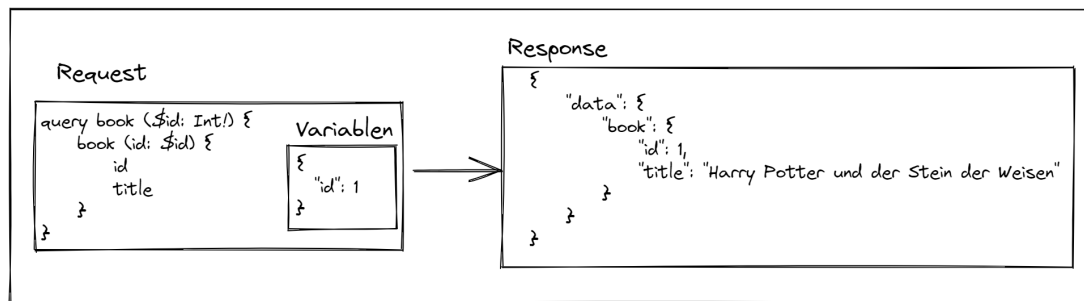 Request
query book ($id: Int!) {
book (id: $id) {
id
title
}
}
Variablen
{
"id": 1
}
Response
{
"data": {
"book": {
"id": 1,
"title": "Harry Potter und der Stein der Weisen"
}
}
}